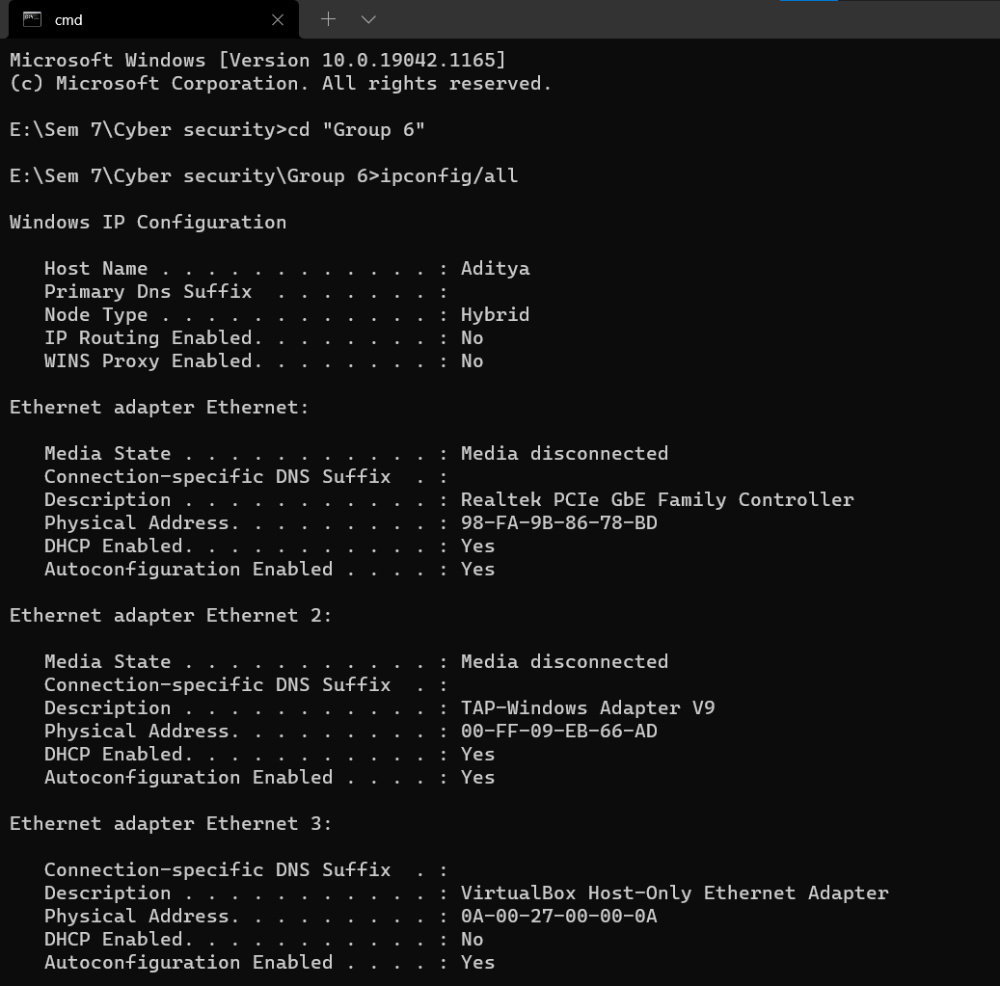 cmd
Microsoft Windows [Version 10.0.19042.1165]
(c) Microsoft Corporation. All rights reserved.
E:\Sem 7\Cyber security>cd "Group 6"
E:\Sem 7\Cyber security\Group 6>ipconfig/all
Windows IP Configuration
   Host Name . . . . . . . . . . . . : Aditya
   Primary Dns Suffix  . . . . . . . :
   Node Type . . . . . . . . . . . . : Hybrid
   IP Routing Enabled. . . . . . . . : No
   WINS Proxy Enabled. . . . . . . . : No
Ethernet adapter Ethernet:
   Media State . . . . . . . . . . . : Media disconnected
   Connection-specific DNS Suffix  . :
   Description . . . . . . . . . . . : Realtek PCIe GbE Family Controller
   Physical Address. . . . . . . . . : 98-FA-9B-86-78-BD
   DHCP Enabled. . . . . . . . . . . : Yes
   Autoconfiguration Enabled . . . . : Yes
Ethernet adapter Ethernet 2:
   Media State . . . . . . . . . . . : Media disconnected
   Connection-specific DNS Suffix  . :
   Description . . . . . . . . . . . : TAP-Windows Adapter V9
   Physical Address. . . . . . . . . : 00-FF-09-EB-66-AD
   DHCP Enabled. . . . . . . . . . . : Yes
   Autoconfiguration Enabled . . . . : Yes
Ethernet adapter Ethernet 3:
   Connection-specific DNS Suffix  . :
   Description . . . . . . . . . . . : VirtualBox Host-Only Ethernet Adapter
   Physical Address. . . . . . . . . : 0A-00-27-00-00-0A
   DHCP Enabled. . . . . . . . . . . : No
   Autoconfiguration Enabled . . . . : Yes